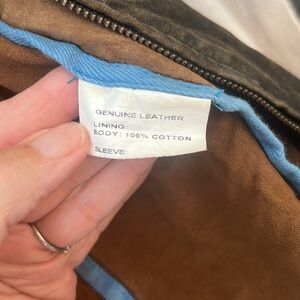 GENUINE LEATHER
LINING:
BODY: 100% COTTON
SLEEVE: